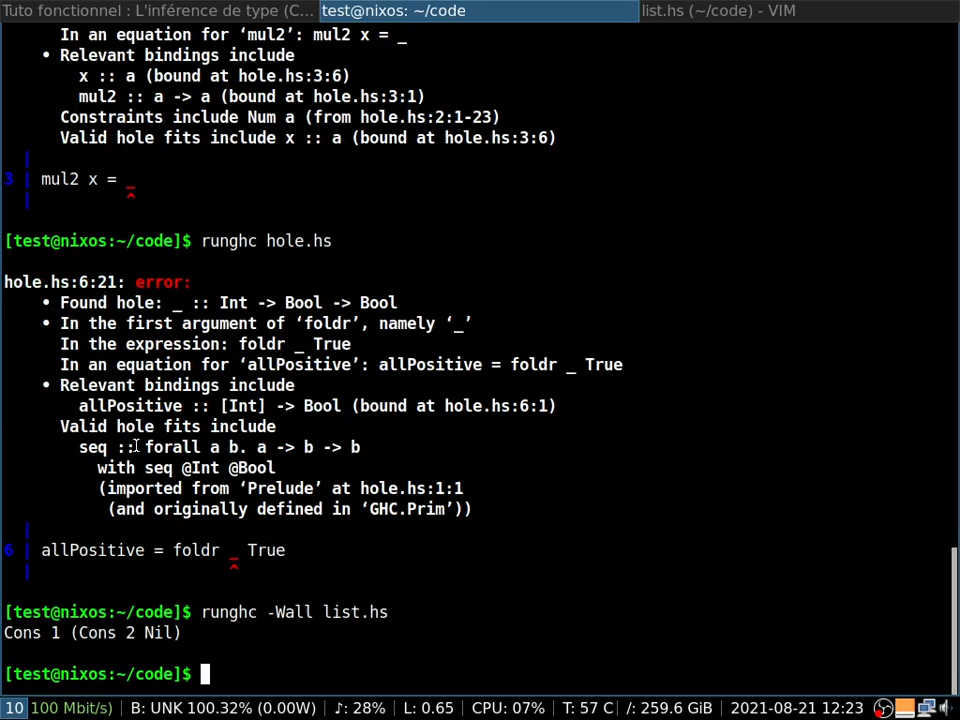 Tuto fonctionnel : L'inférence de type (C... test@nixos: ~/code list.hs (~/code) - VIM
In an equation for ‘mul2’: mul2 x = _
• Relevant bindings include
x :: a (bound at hole.hs:3:6)
mul2 :: a -> a (bound at hole.hs:3:1)
Constraints include Num a (from hole.hs:2:1-23)
Valid hole fits include x :: a (bound at hole.hs:3:6)
|
3 | mul2 x = _
| ^
[test@nixos:~/code]$ runghc hole.hs
hole.hs:6:21: error:
• Found hole: _ :: Int -> Bool -> Bool
• In the first argument of ‘foldr’, namely ‘_’
In the expression: foldr _ True
In an equation for ‘allPositive’: allPositive = foldr _ True
• Relevant bindings include
allPositive :: [Int] -> Bool (bound at hole.hs:6:1)
Valid hole fits include
seq :: forall a b. a -> b -> b
with seq @Int @Bool
(imported from ‘Prelude’ at hole.hs:1:1
(and originally defined in ‘GHC.Prim’))
|
6 | allPositive = foldr _ True
| ^
[test@nixos:~/code]$ runghc -Wall list.hs
Cons 1 (Cons 2 Nil)
[test@nixos:~/code]$
10 100 Mbit/s) | B: UNK 100.32% (0.00W) | ♪: 28% | L: 0.65 | CPU: 07% | T: 57 C | /: 259.6 GiB | 2021-08-21 12:23